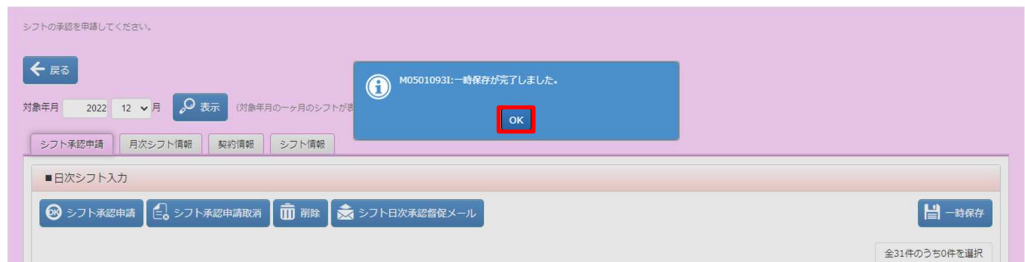 シフトの承認を申請してください。
戻る
M0501093I:一時保存が完了しました。
OK
対象年月 2022 12 月 表示 (対象年月の一ヶ月のシフトが表
シフト承認申請 月次シフト情報 契約情報 シフト情報
■日次シフト入力
OK シフト承認申請 シフト承認申請取消 削除 シフト日次承認督促メール 一時保存
全31件のうち0件を選択